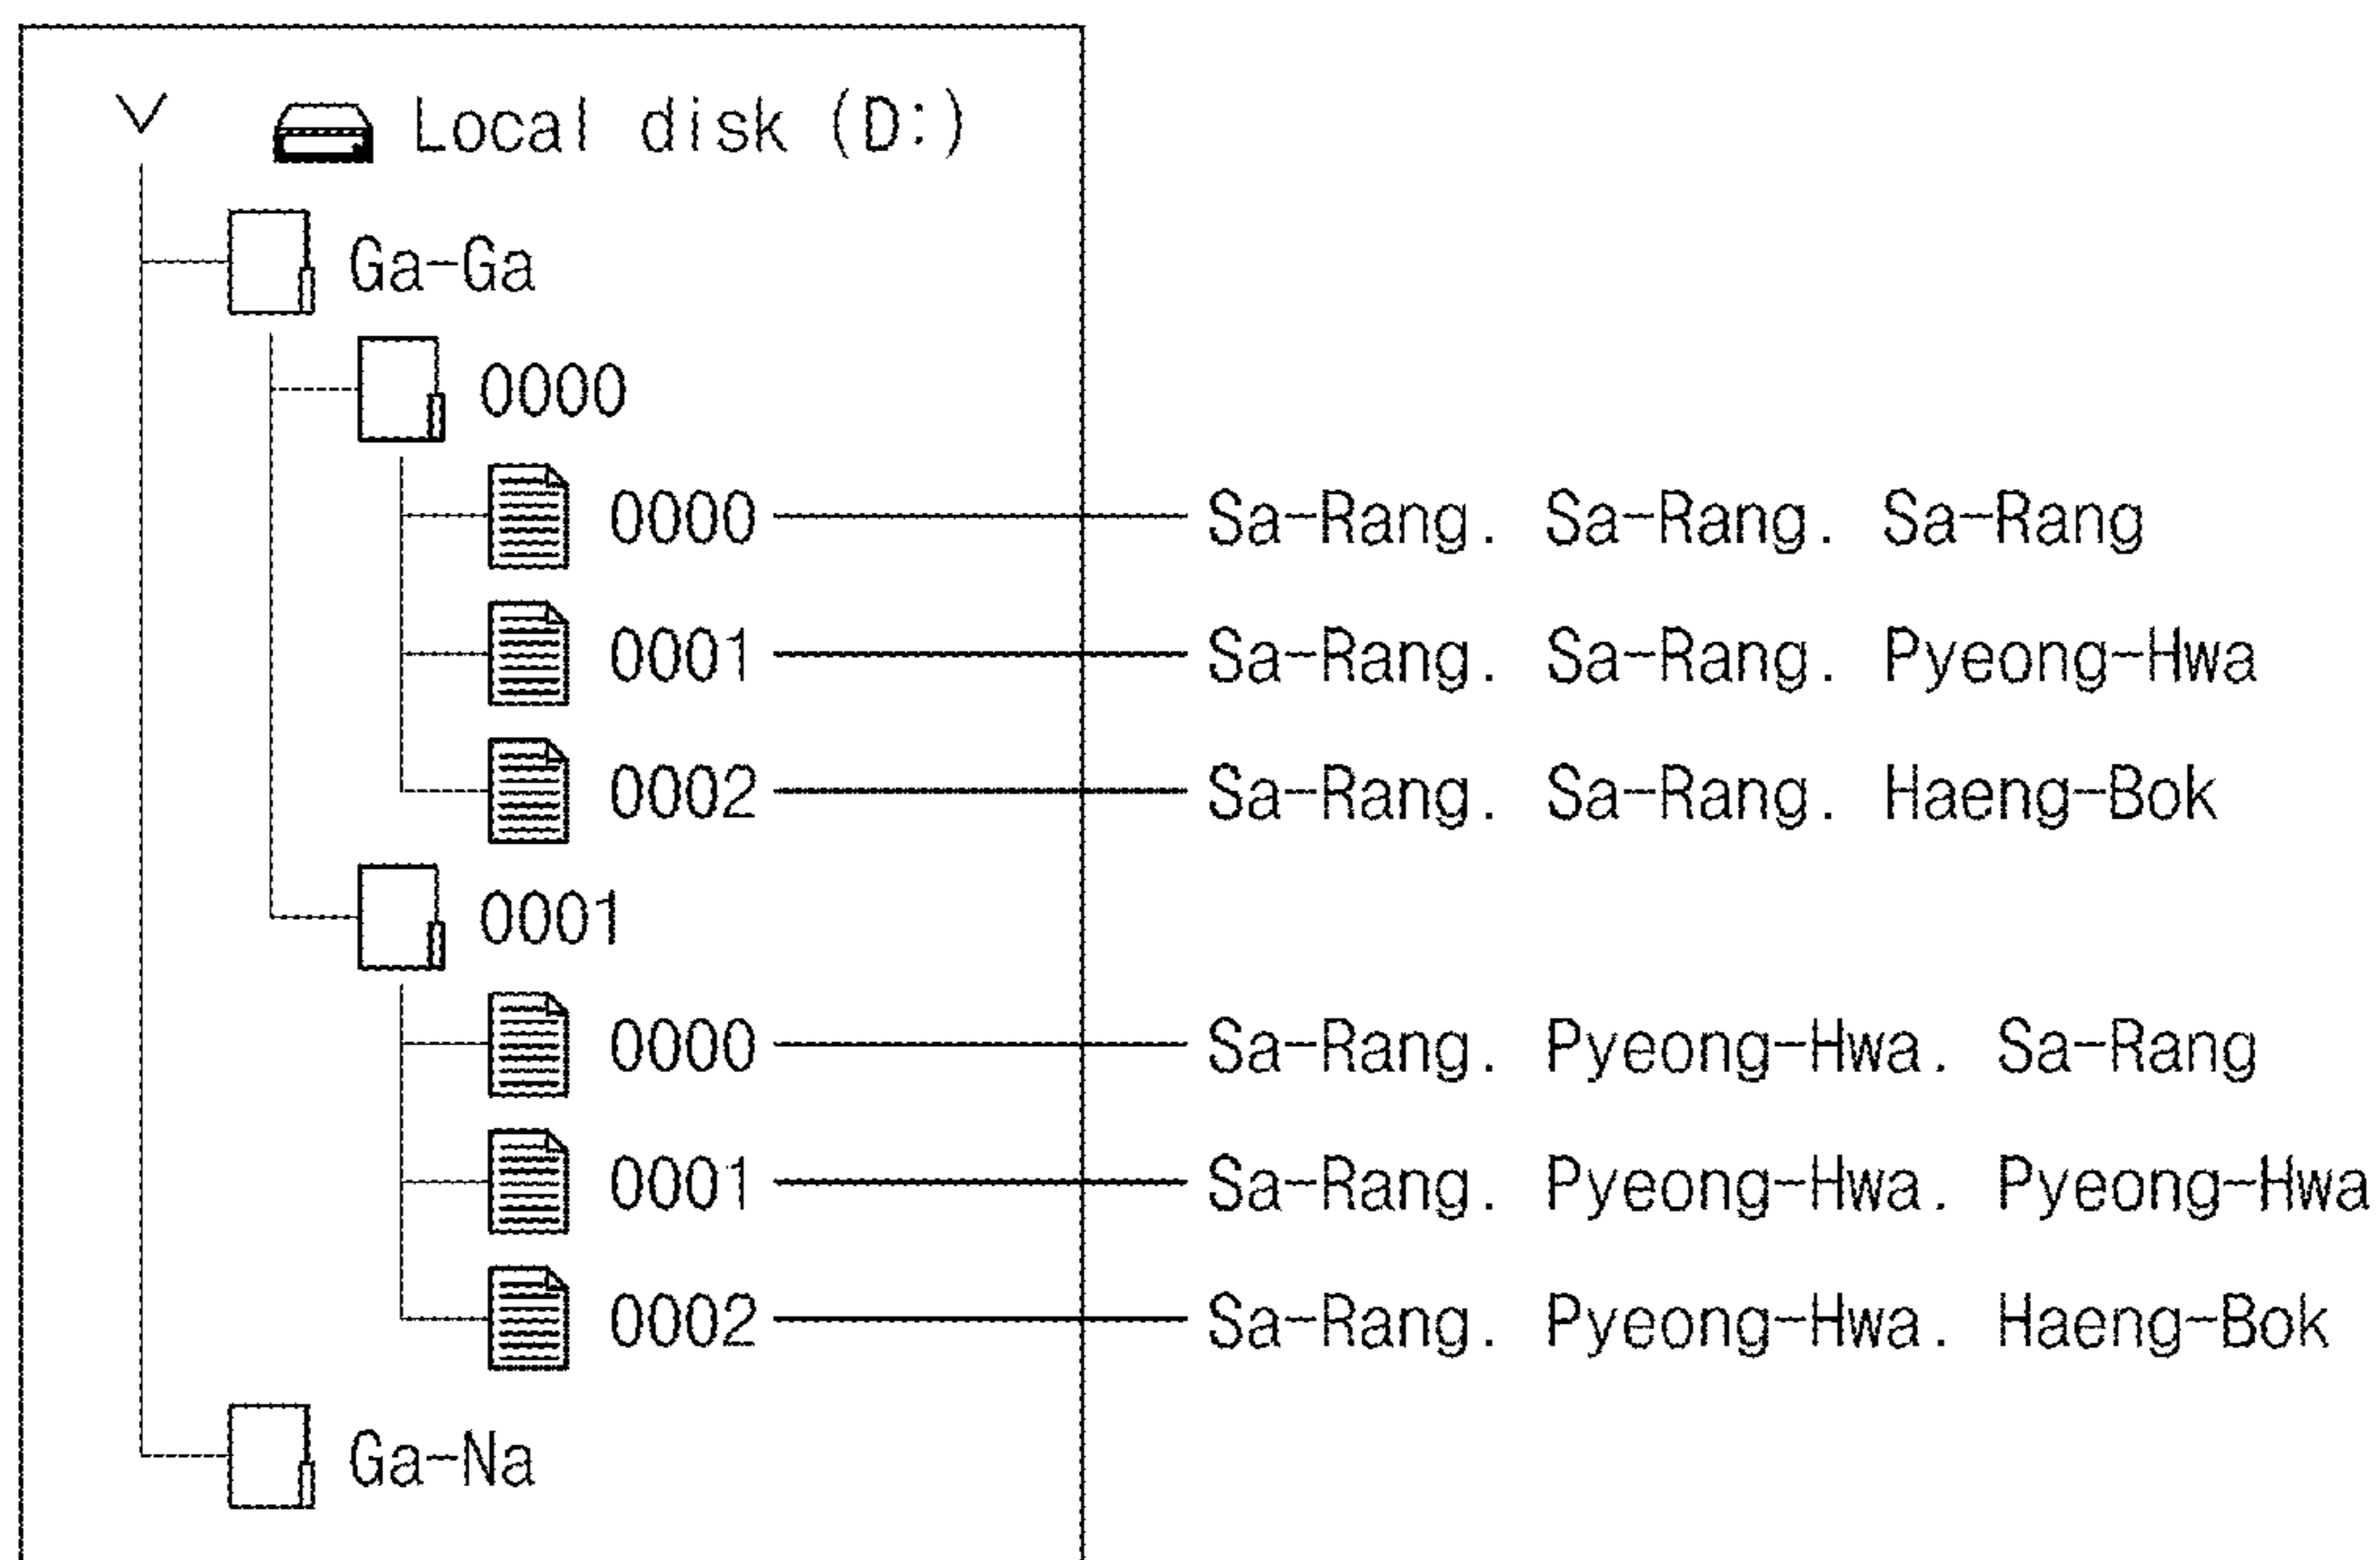 Local disk (D:)
Ga-Ga
0000
0000 Sa-Rang. Sa-Rang. Sa-Rang
0001 Sa-Rang. Sa-Rang. Pyeong-Hwa
0002 Sa-Rang. Sa-Rang. Haeng-Bok
0001
0000 Sa-Rang. Pyeong-Hwa. Sa-Rang
0001 Sa-Rang. Pyeong-Hwa. Pyeong-Hwa
0002 Sa-Rang. Pyeong-Hwa. Haeng-Bok
Ga-Na